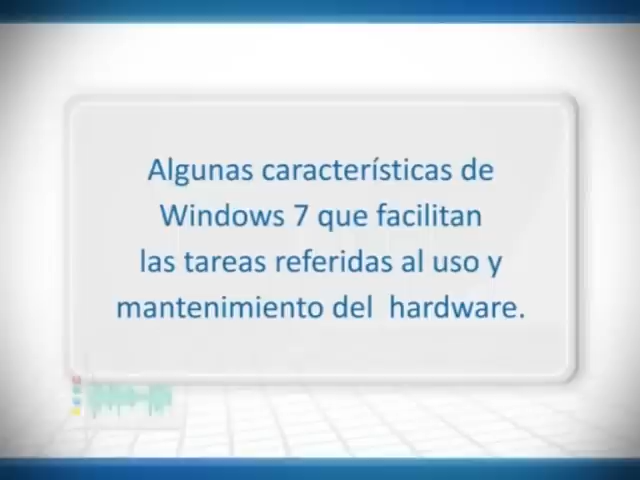 Algunas características de
Windows 7 que facilitan
las tareas referidas al uso y
mantenimiento del  hardware.